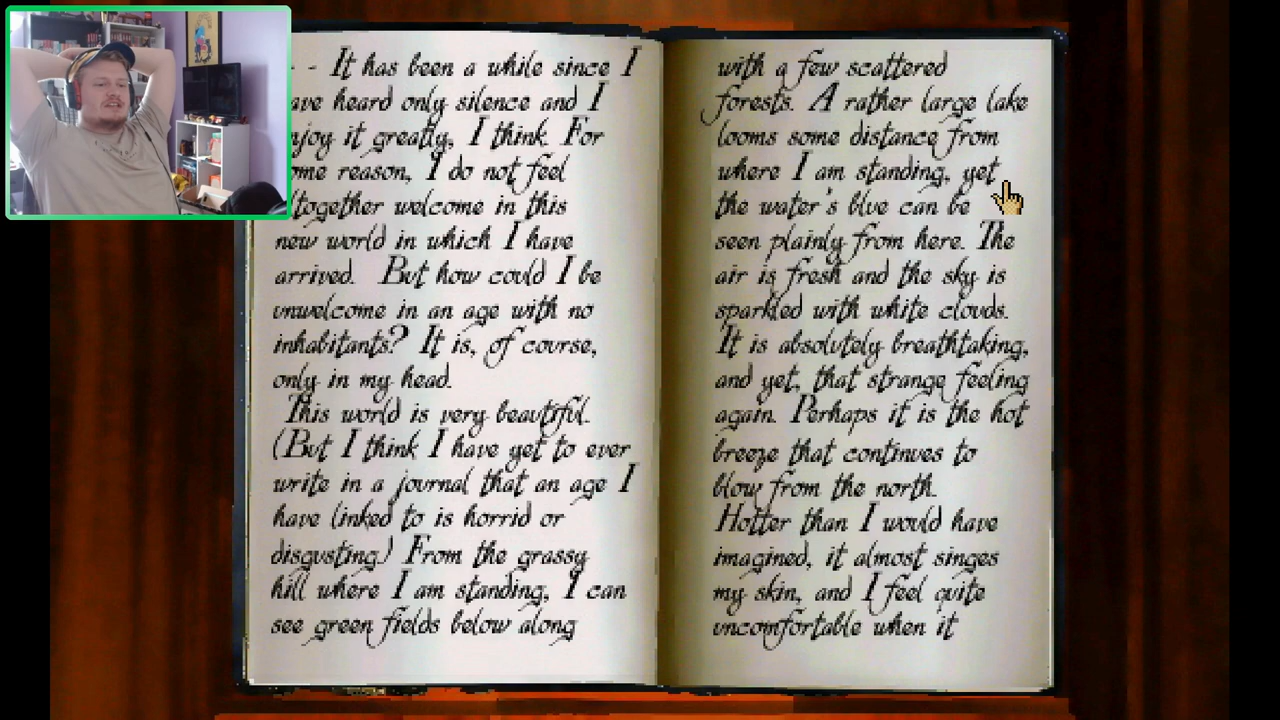 - - It has been a while since I
ave heard only silence and I
njoy it greatly, I think. For
ome reason, I do not feel
ltogether welcome in this
new world in which I have
arrived. But how could I be
unwelcome in an age with no
inhabitants? It is, of course,
only in my head.
This world is very beautiful.
(But I think I have yet to ever
write in a journal that an age I
have linked to is horrid or
disgusting.) From the grassy
hill where I am standing, I can
see green fields below along
with a few scattered
forests. A rather large lake
looms some distance from
where I am standing, yet
the water's blue can be
seen plainly from here. The
air is fresh and the sky is
sparkled with white clouds.
It is absolutely breathtaking,
and yet, that strange feeling
again. Perhaps it is the hot
breeze that continues to
blow from the north.
Hotter than I would have
imagined, it almost singes
my skin, and I feel quite
uncomfortable when it